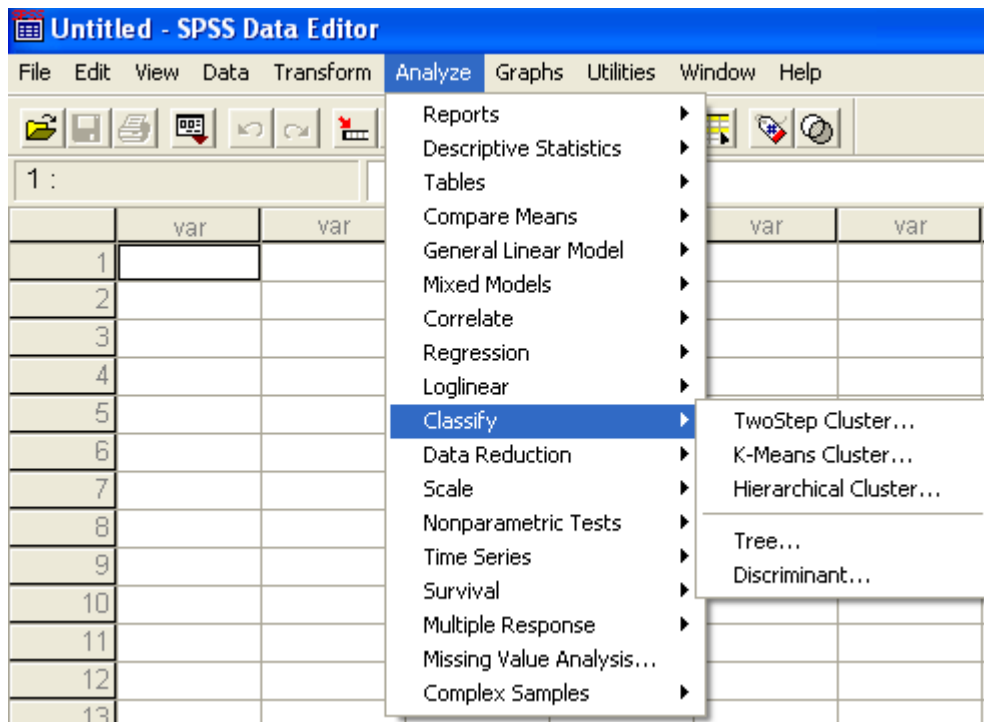 SPSS
Untitled - SPSS Data Editor
File Edit View Data Transform Analyze Graphs Utilities Window Help
1 :
var var var var
1
2
3
4
5
6
7
8
9
10
11
12
13
Reports
Descriptive Statistics
Tables
Compare Means
General Linear Model
Mixed Models
Correlate
Regression
Loglinear
Classify
Data Reduction
Scale
Nonparametric Tests
Time Series
Survival
Multiple Response
Missing Value Analysis...
Complex Samples
TwoStep Cluster...
K-Means Cluster...
Hierarchical Cluster...
Tree...
Discriminant...